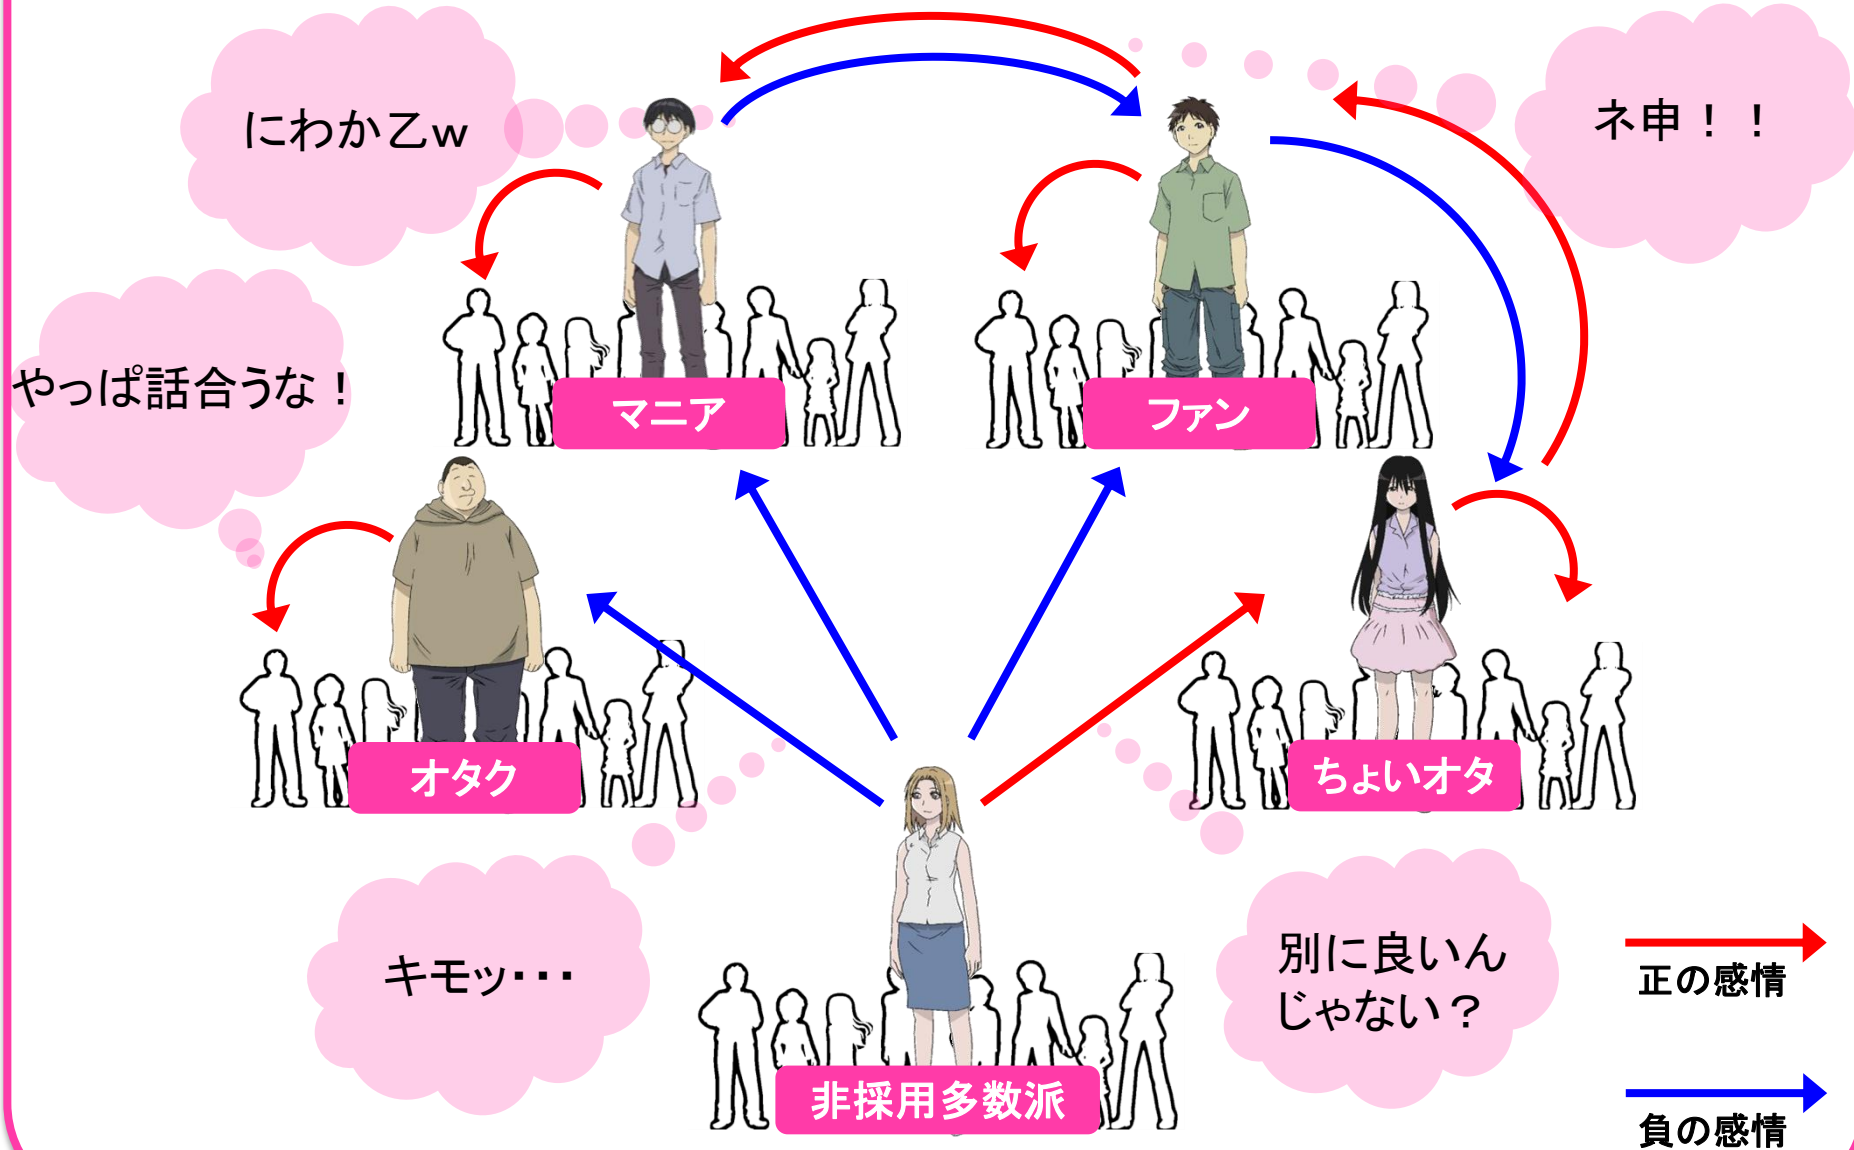 にわか乙w
ネ申！！
やっぱ話合うな！
マニア
ファン
オタク
ちょいオタ
キモッ・・・
別に良いん
じゃない？
非採用多数派
正の感情
負の感情